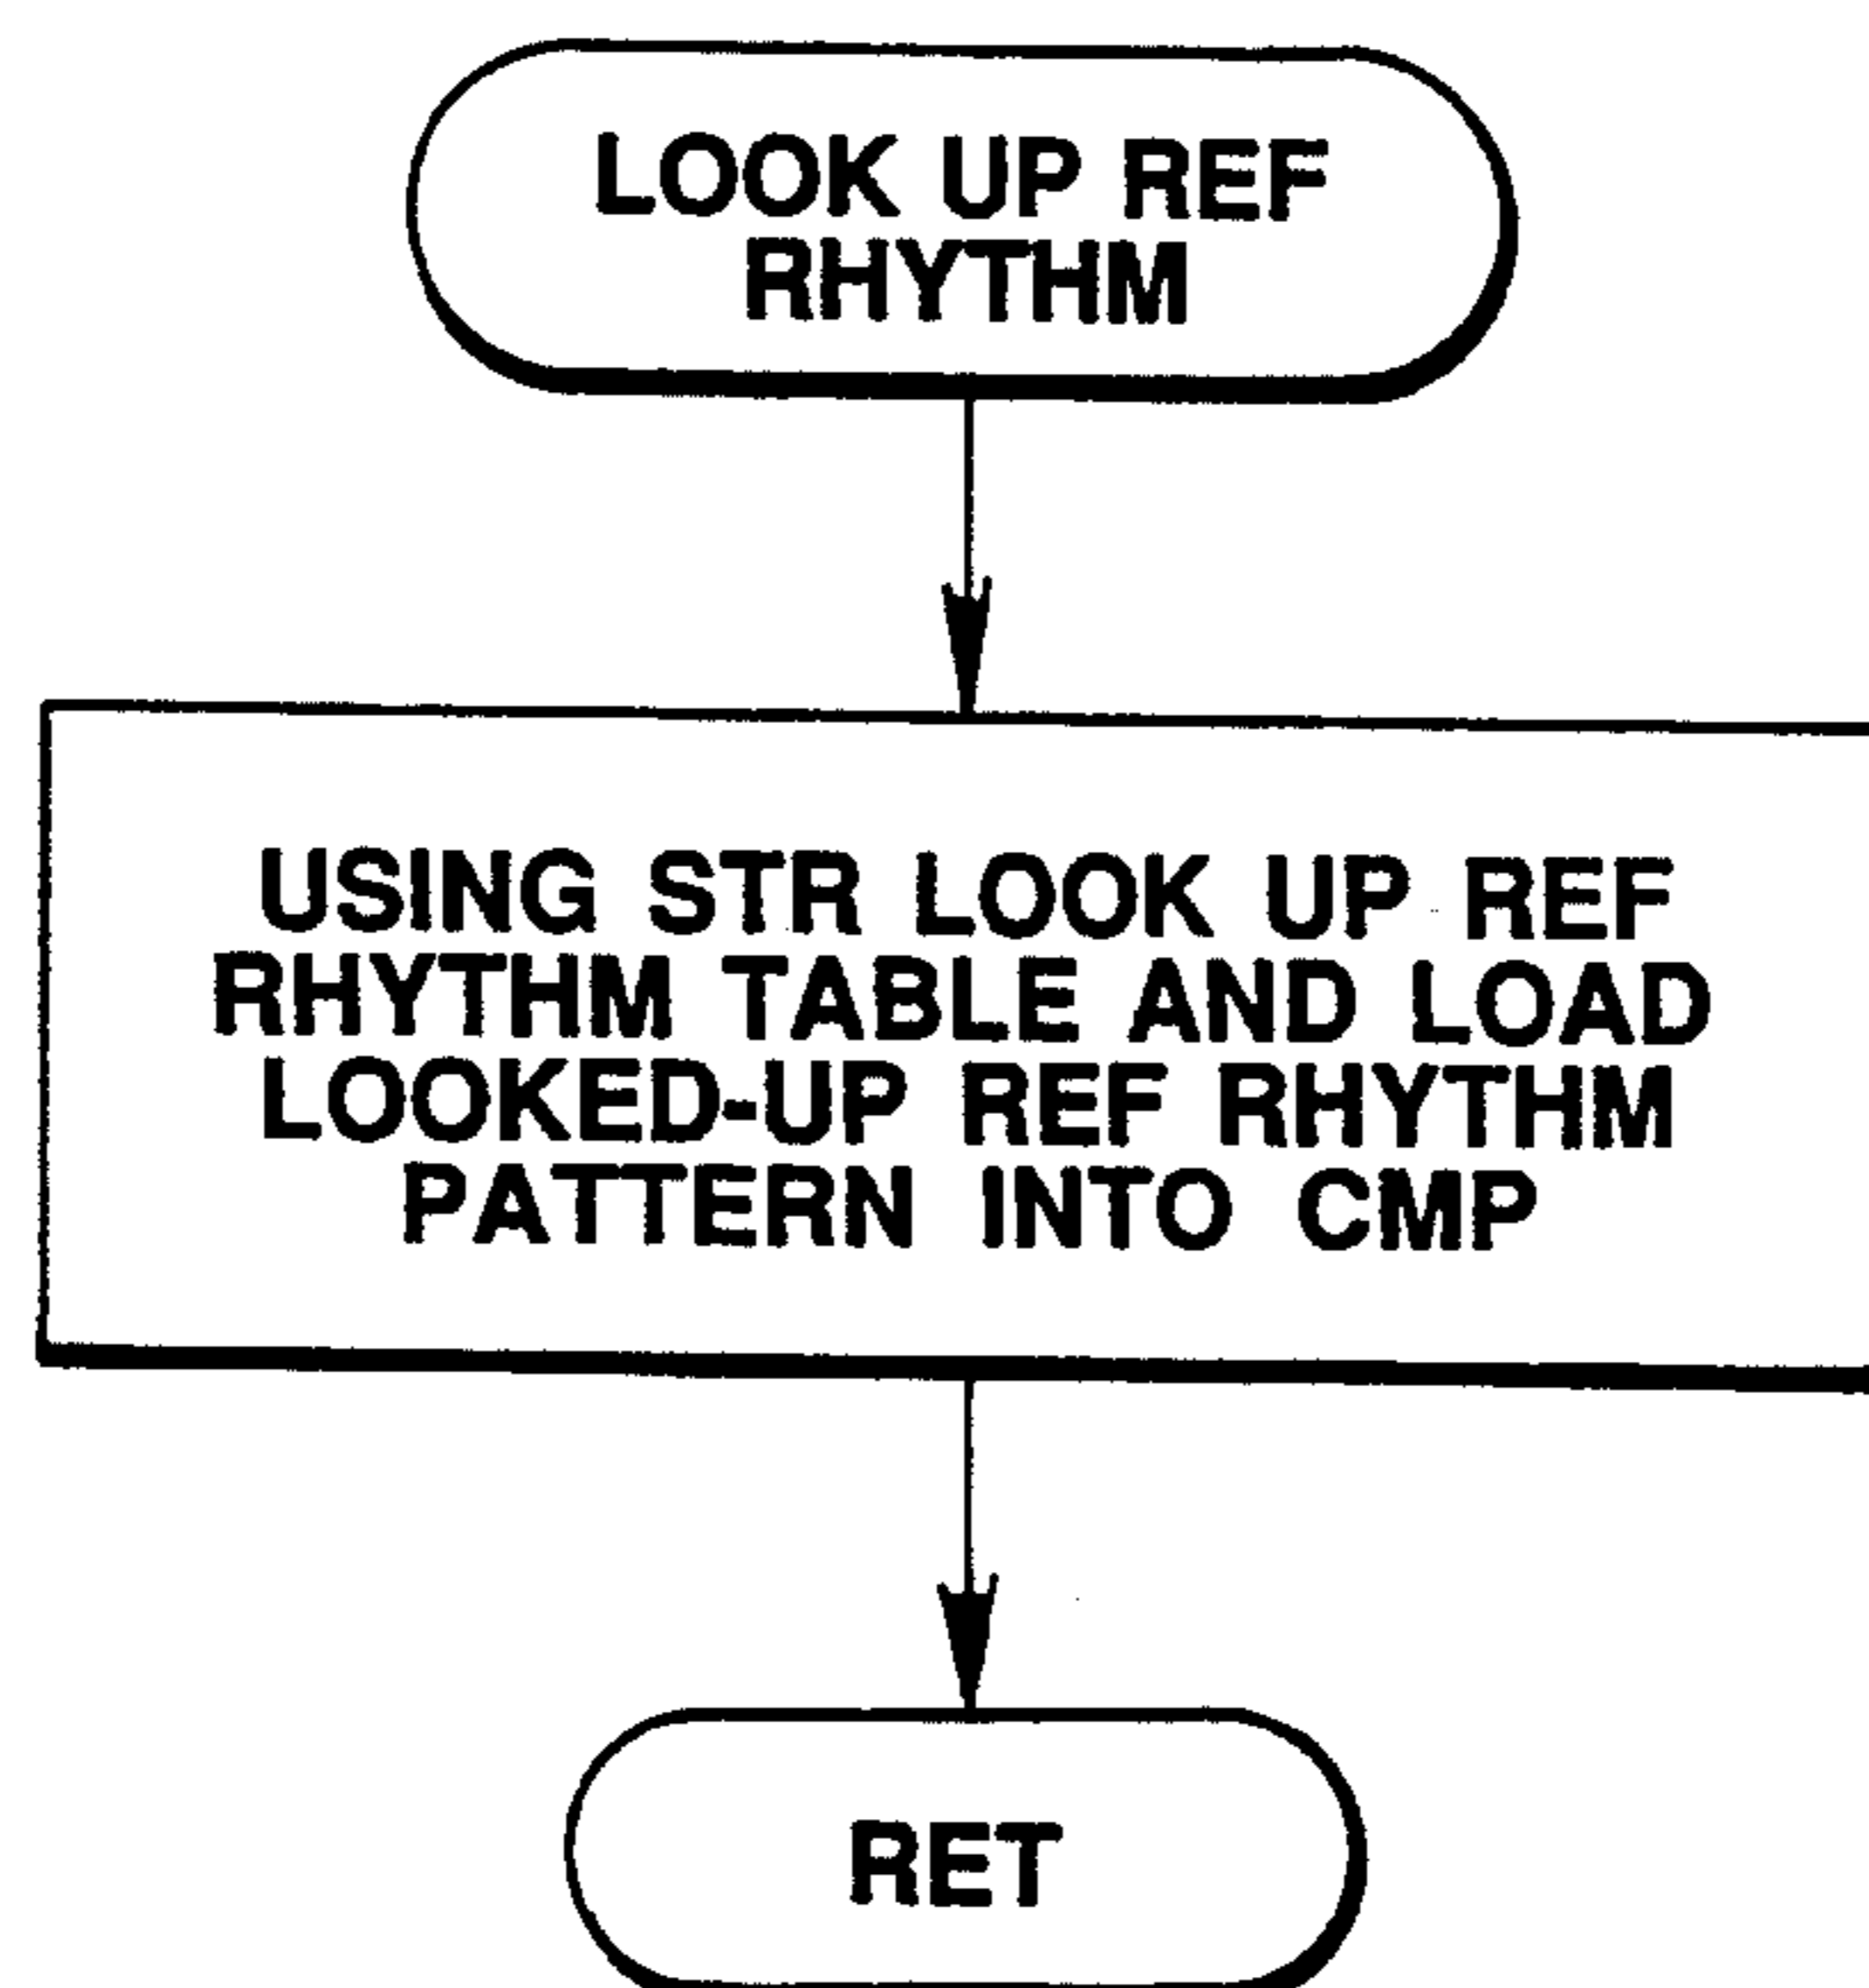 LOOK UP REF
RHYTHM
USING STR LOOK UP REF
RHYTHM TABLE AND LOAD
LOOKED-UP REF RHYTHM
PATTERN INTO CMP
RET